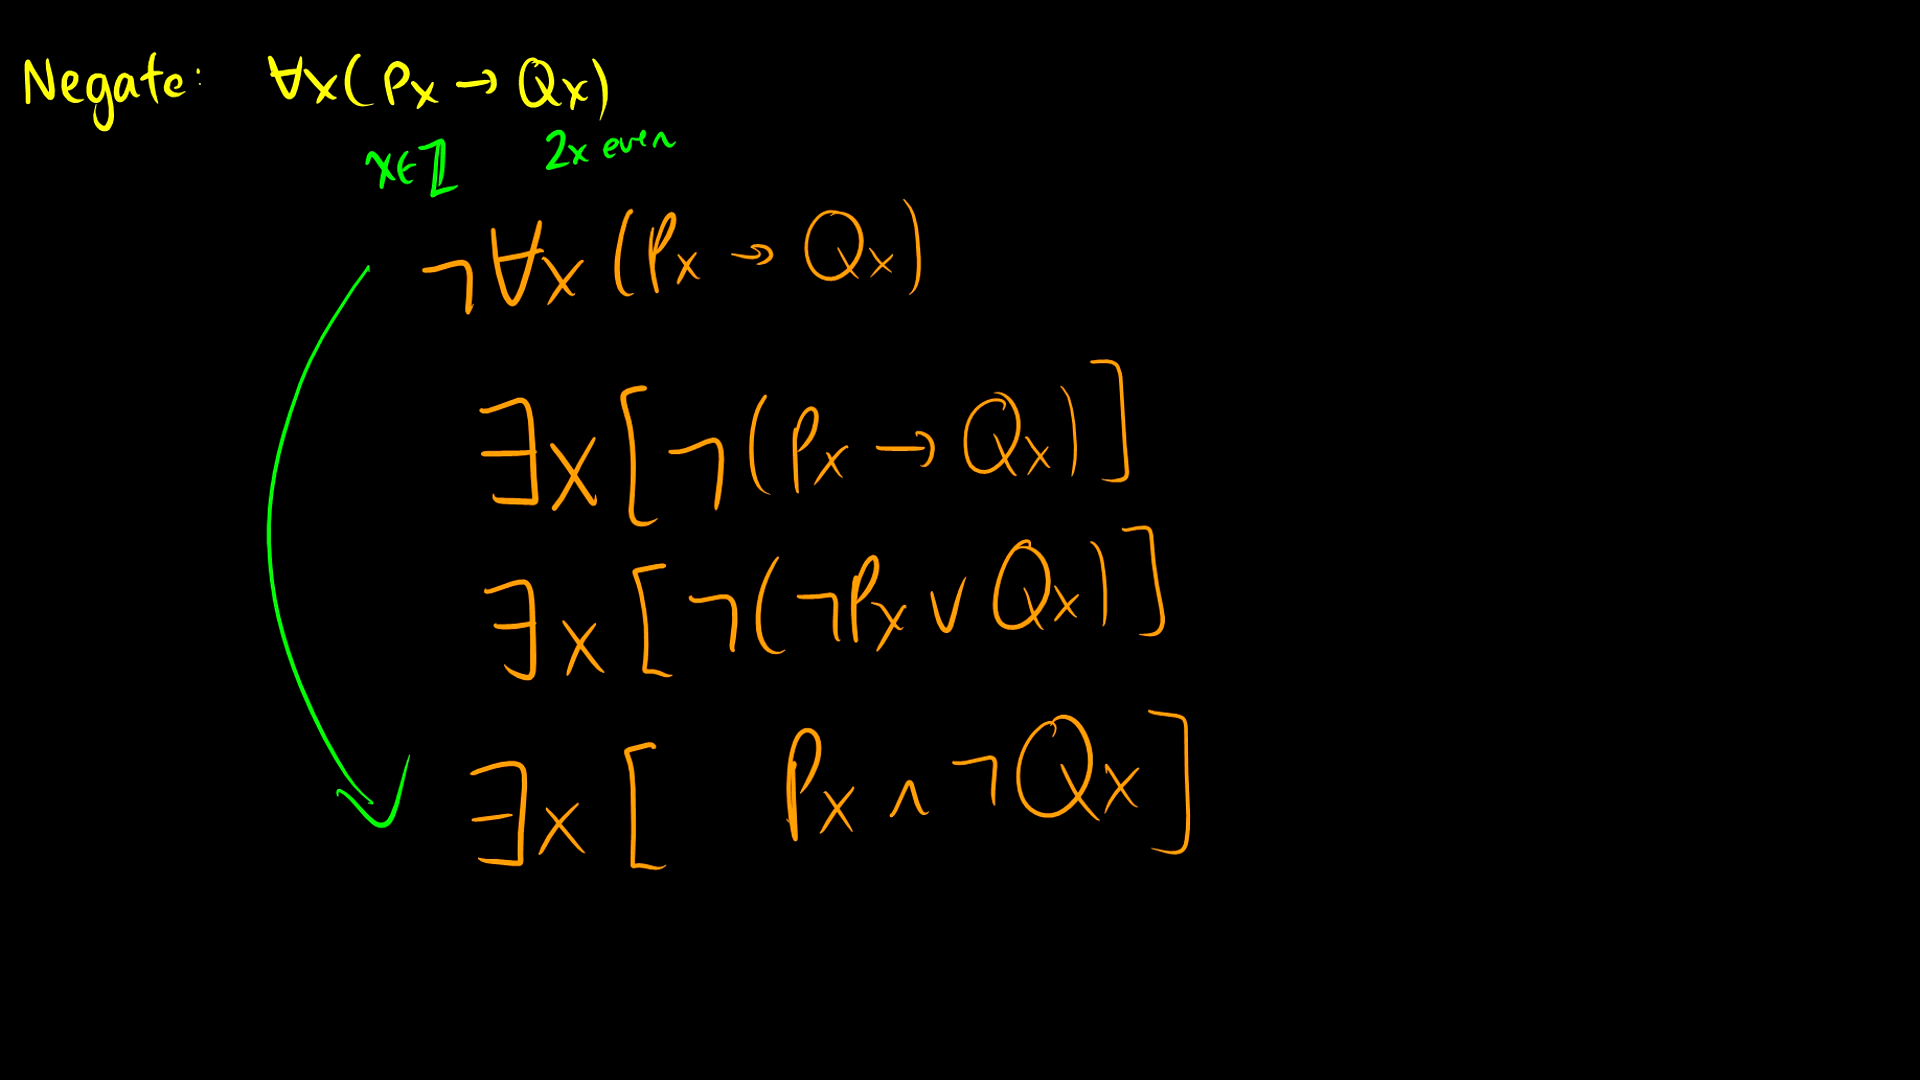 Negate: ∀x(Px → Qx)
x∈ℤ 2x even
¬∀x(Px → Qx)
∃x[¬(Px → Qx)]
∃x[¬(¬Px ∨ Qx)]
∃x[ Px ∧ ¬Qx]